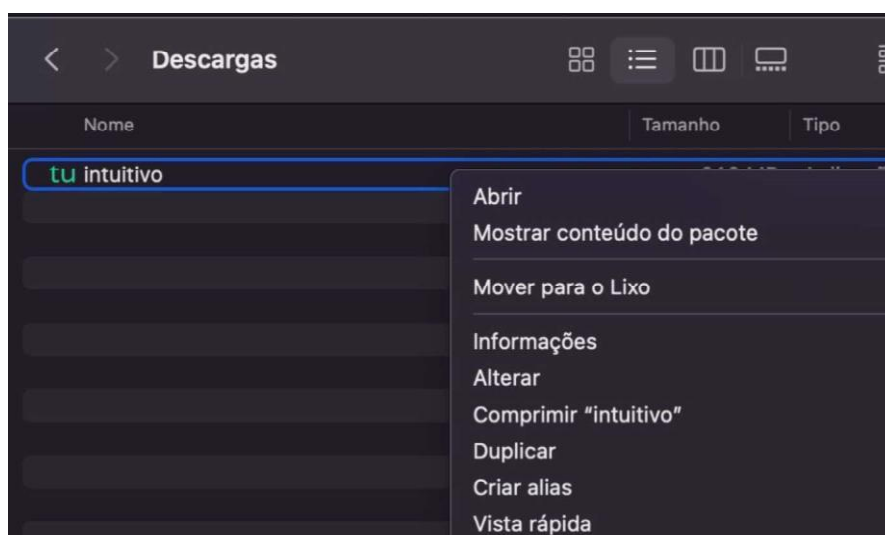 Descargas
Nome Tamanho Tipo
tu intuitivo
Abrir
Mostrar conteúdo do pacote
Mover para o Lixo
Informações
Alterar
Comprimir “intuitivo”
Duplicar
Criar alias
Vista rápida